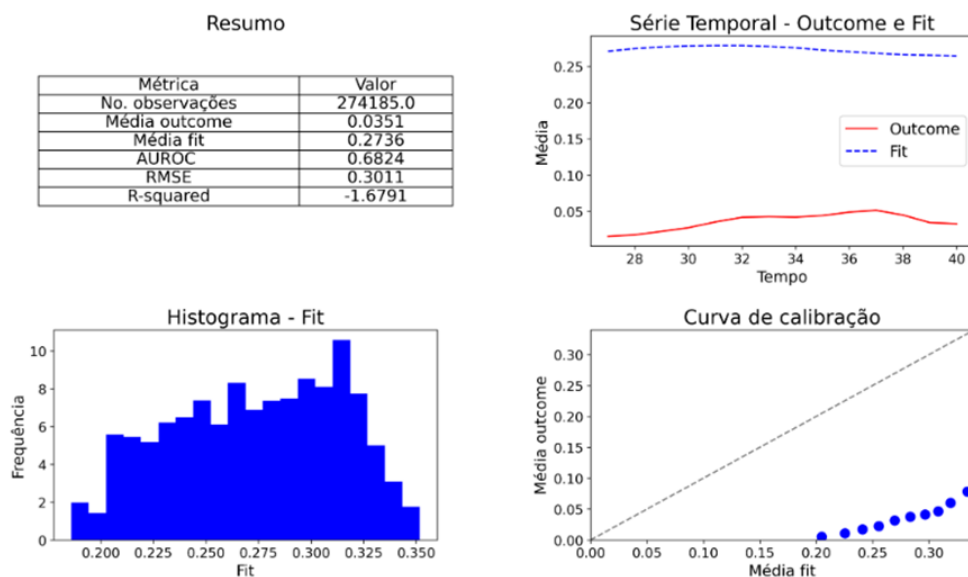 Resumo
Métrica Valor
No. observações 274185.0
Média outcome 0.0351
Média fit 0.2736
AUROC 0.6824
RMSE 0.3011
R-squared -1.6791
Série Temporal - Outcome e Fit
Média
0.25
0.20
0.15
0.10
0.05
Outcome
Fit
28 30 32 34 36 38 40
Tempo
Histograma - Fit
Frequência
10
8
6
4
2
0
0.200 0.225 0.250 0.275 0.300 0.325 0.350
Fit
Curva de calibração
Média outcome
0.30
0.25
0.20
0.15
0.10
0.05
0.00
0.00 0.05 0.10 0.15 0.20 0.25 0.30
Média fit